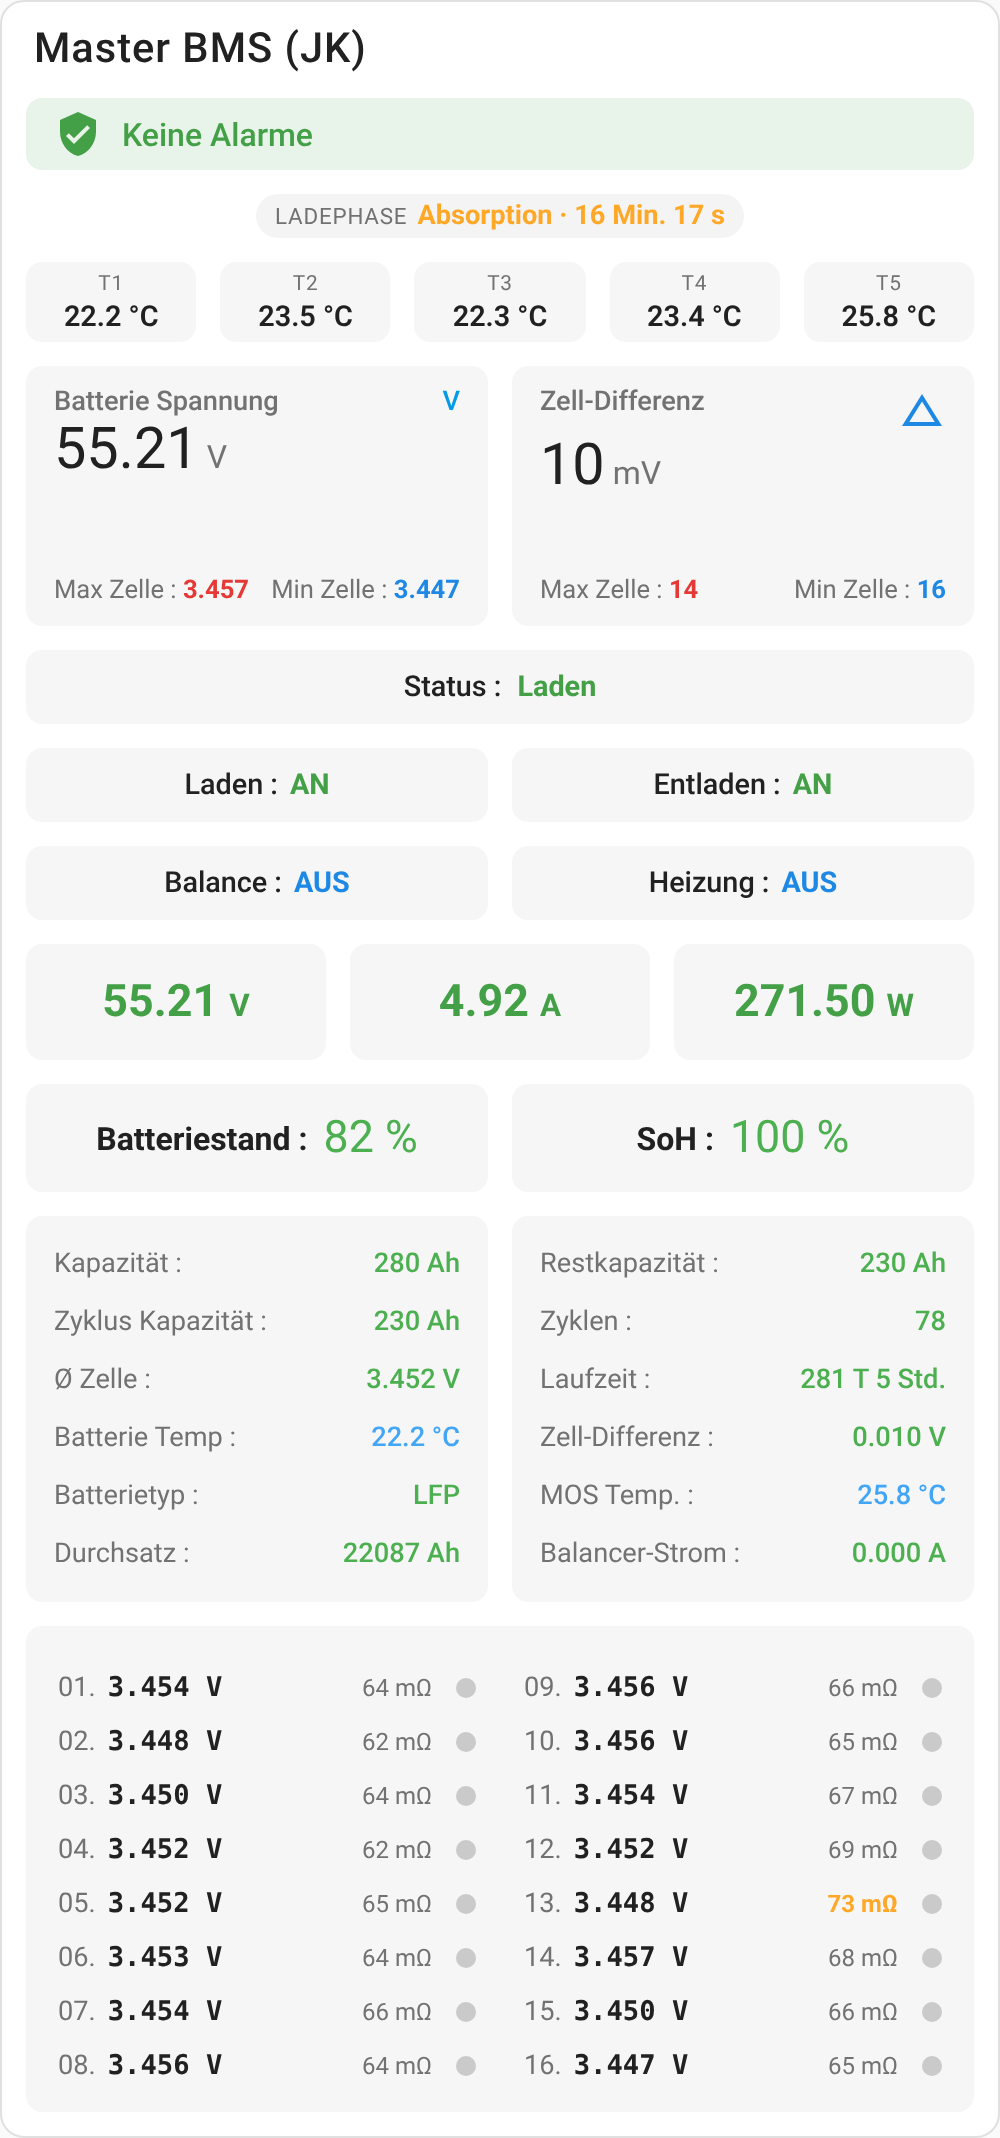 Master BMS (JK)
Keine Alarme
LADEPHASE Absorption · 16 Min. 17 s
T1 T2 T3 T4 T5
22.2 °C 23.5 °C 22.3 °C 23.4 °C 25.8 °C
Batterie Spannung V
55.21 V
Max Zelle : 3.457 Min Zelle : 3.447
Zell-Differenz
10 mV
Max Zelle : 14 Min Zelle : 16
Status : Laden
Laden : AN Entladen : AN
Balance : AUS Heizung : AUS
55.21 V 4.92 A 271.50 W
Batteriestand : 82 % SoH : 100 %
Kapazität : 280 Ah
Zyklus Kapazität : 230 Ah
Ø Zelle : 3.452 V
Batterie Temp : 22.2 °C
Batterietyp : LFP
Durchsatz : 22087 Ah
Restkapazität : 230 Ah
Zyklen : 78
Laufzeit : 281 T 5 Std.
Zell-Differenz : 0.010 V
MOS Temp. : 25.8 °C
Balancer-Strom : 0.000 A
01. 3.454 V 64 mΩ
02. 3.448 V 62 mΩ
03. 3.450 V 64 mΩ
04. 3.452 V 62 mΩ
05. 3.452 V 65 mΩ
06. 3.453 V 64 mΩ
07. 3.454 V 66 mΩ
08. 3.456 V 64 mΩ
09. 3.456 V 66 mΩ
10. 3.456 V 65 mΩ
11. 3.454 V 67 mΩ
12. 3.452 V 69 mΩ
13. 3.448 V 73 mΩ
14. 3.457 V 68 mΩ
15. 3.450 V 66 mΩ
16. 3.447 V 65 mΩ